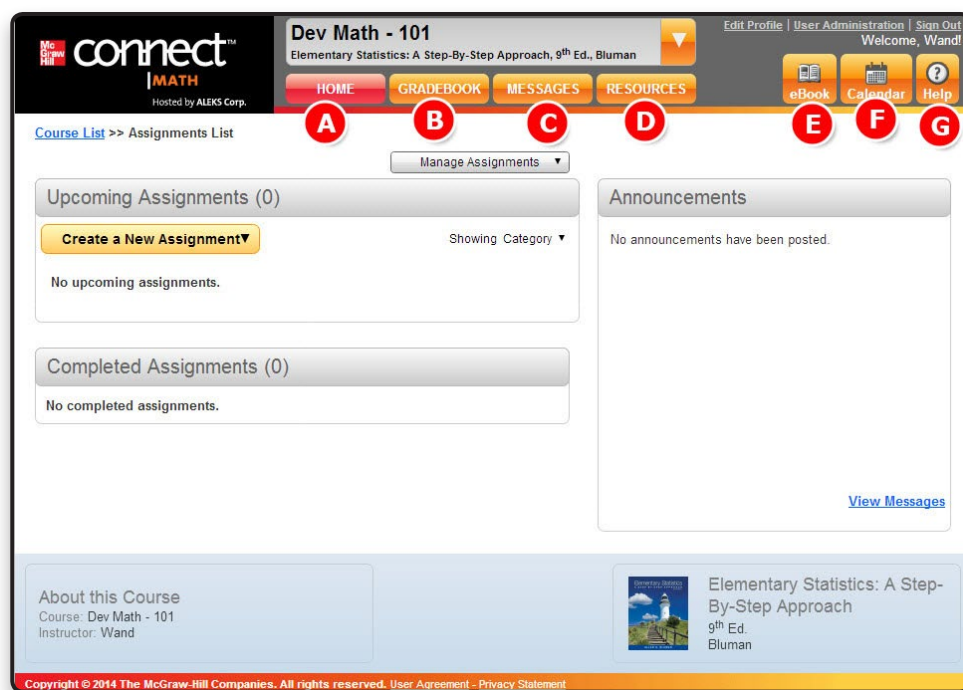 Mc
Graw
Hill
connect™
|MATH
Hosted by ALEKS Corp.
Dev Math - 101
Elementary Statistics: A Step-By-Step Approach, 9th Ed., Bluman
▼
Edit Profile | User Administration | Sign Out
Welcome, Wand!
HOME
GRADEBOOK
MESSAGES
RESOURCES
eBook
Calendar
?
Help
A
B
C
D
E
F
G
Course List >> Assignments List
Manage Assignments ▼
Upcoming Assignments (0)
Create a New Assignment▼
Showing Category ▼
No upcoming assignments.
Completed Assignments (0)
No completed assignments.
Announcements
No announcements have been posted.
View Messages
About this Course
Course: Dev Math - 101
Instructor: Wand
Elementary Statistics
Elementary Statistics: A Step-
By-Step Approach
9th Ed.
Bluman
Copyright © 2014 The McGraw-Hill Companies. All rights reserved. User Agreement - Privacy Statement